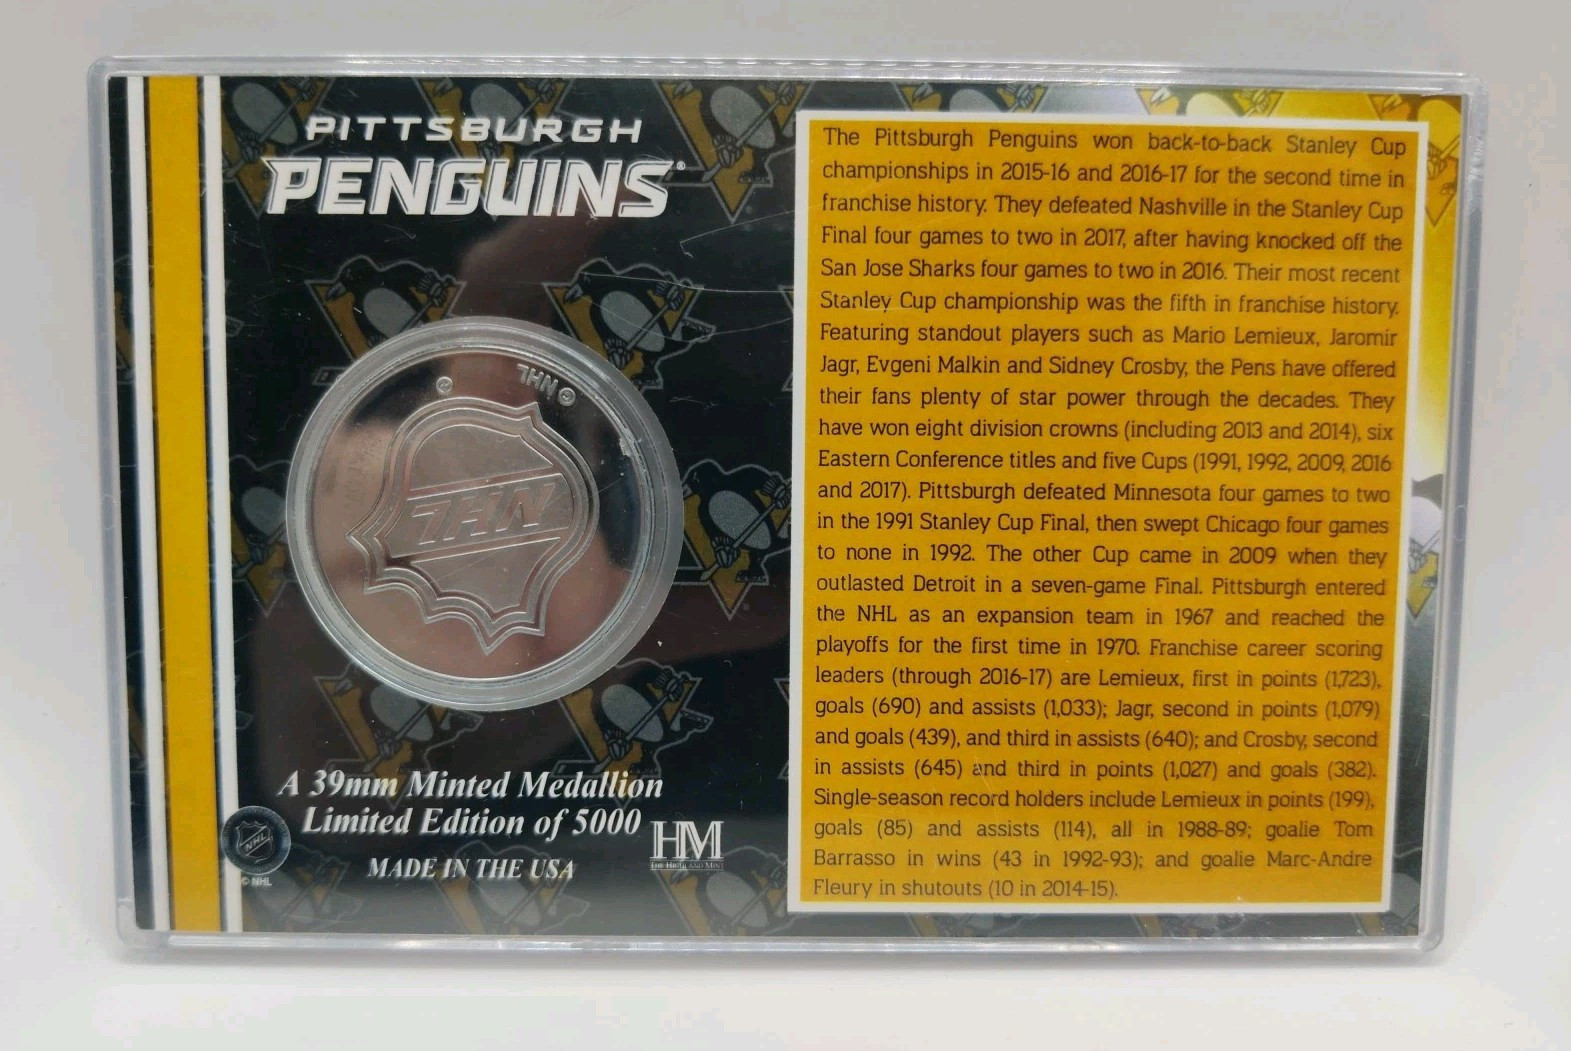 PITTSBURGH
PENGUINS®
© NHL
NHL
A 39mm Minted Medallion
Limited Edition of 5000
MADE IN THE USA
NHL
© NHL
HM
THE HIGHLAND MINT
The Pittsburgh Penguins won back-to-back Stanley Cup
championships in 2015-16 and 2016-17 for the second time in
franchise history. They defeated Nashville in the Stanley Cup
Final four games to two in 2017, after having knocked off the
San Jose Sharks four games to two in 2016. Their most recent
Stanley Cup championship was the fifth in franchise history.
Featuring standout players such as Mario Lemieux, Jaromir
Jagr, Evgeni Malkin and Sidney Crosby, the Pens have offered
their fans plenty of star power through the decades. They
have won eight division crowns (including 2013 and 2014), six
Eastern Conference titles and five Cups (1991, 1992, 2009, 2016
and 2017). Pittsburgh defeated Minnesota four games to two
in the 1991 Stanley Cup Final, then swept Chicago four games
to none in 1992. The other Cup came in 2009 when they
outlasted Detroit in a seven-game Final. Pittsburgh entered
the NHL as an expansion team in 1967 and reached the
playoffs for the first time in 1970. Franchise career scoring
leaders (through 2016-17) are Lemieux, first in points (1,723),
goals (690) and assists (1,033); Jagr, second in points (1,079)
and goals (439), and third in assists (640); and Crosby, second
in assists (645) and third in points (1,027) and goals (382).
Single-season record holders include Lemieux in points (199),
goals (85) and assists (114), all in 1988-89; goalie Tom
Barrasso in wins (43 in 1992-93); and goalie Marc-Andre
Fleury in shutouts (10 in 2014-15).